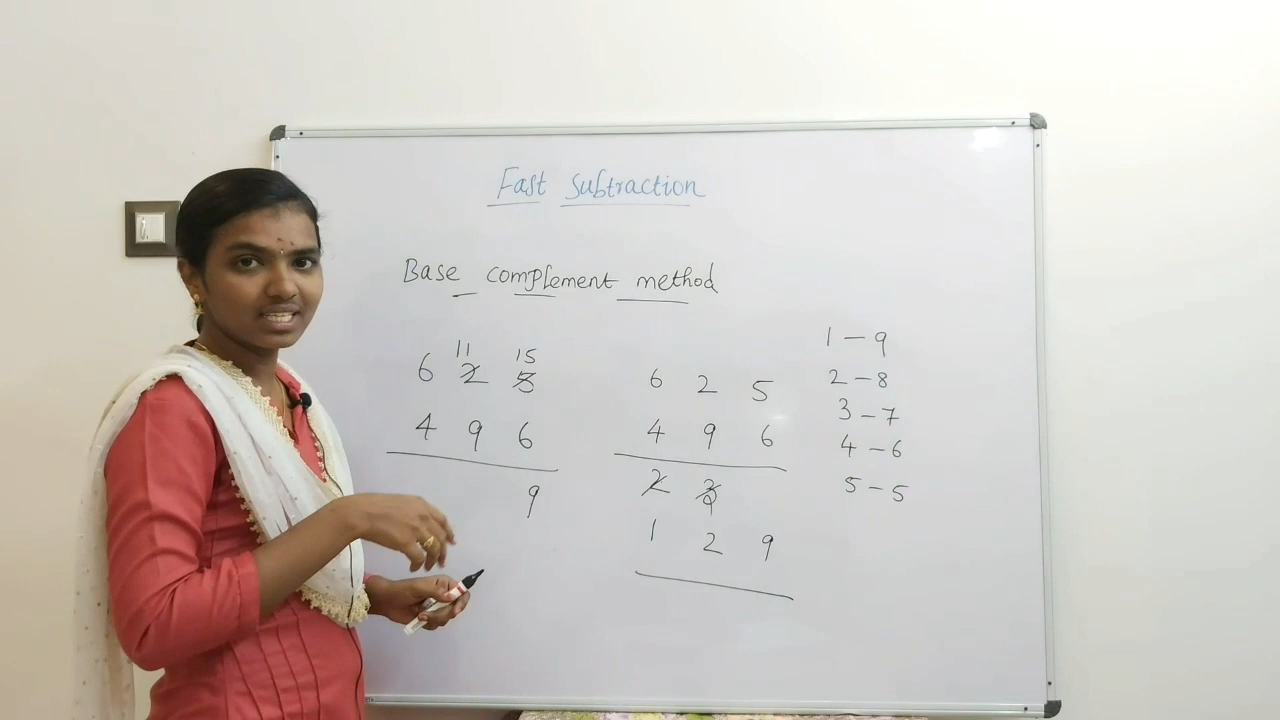 Fast Subtraction
Base complement method
11 15
6 2 5
4 9 6
9
6 2 5
4 9 6
2 3
1 2 9
1 - 9
2 - 8
3 - 7
4 - 6
5 - 5